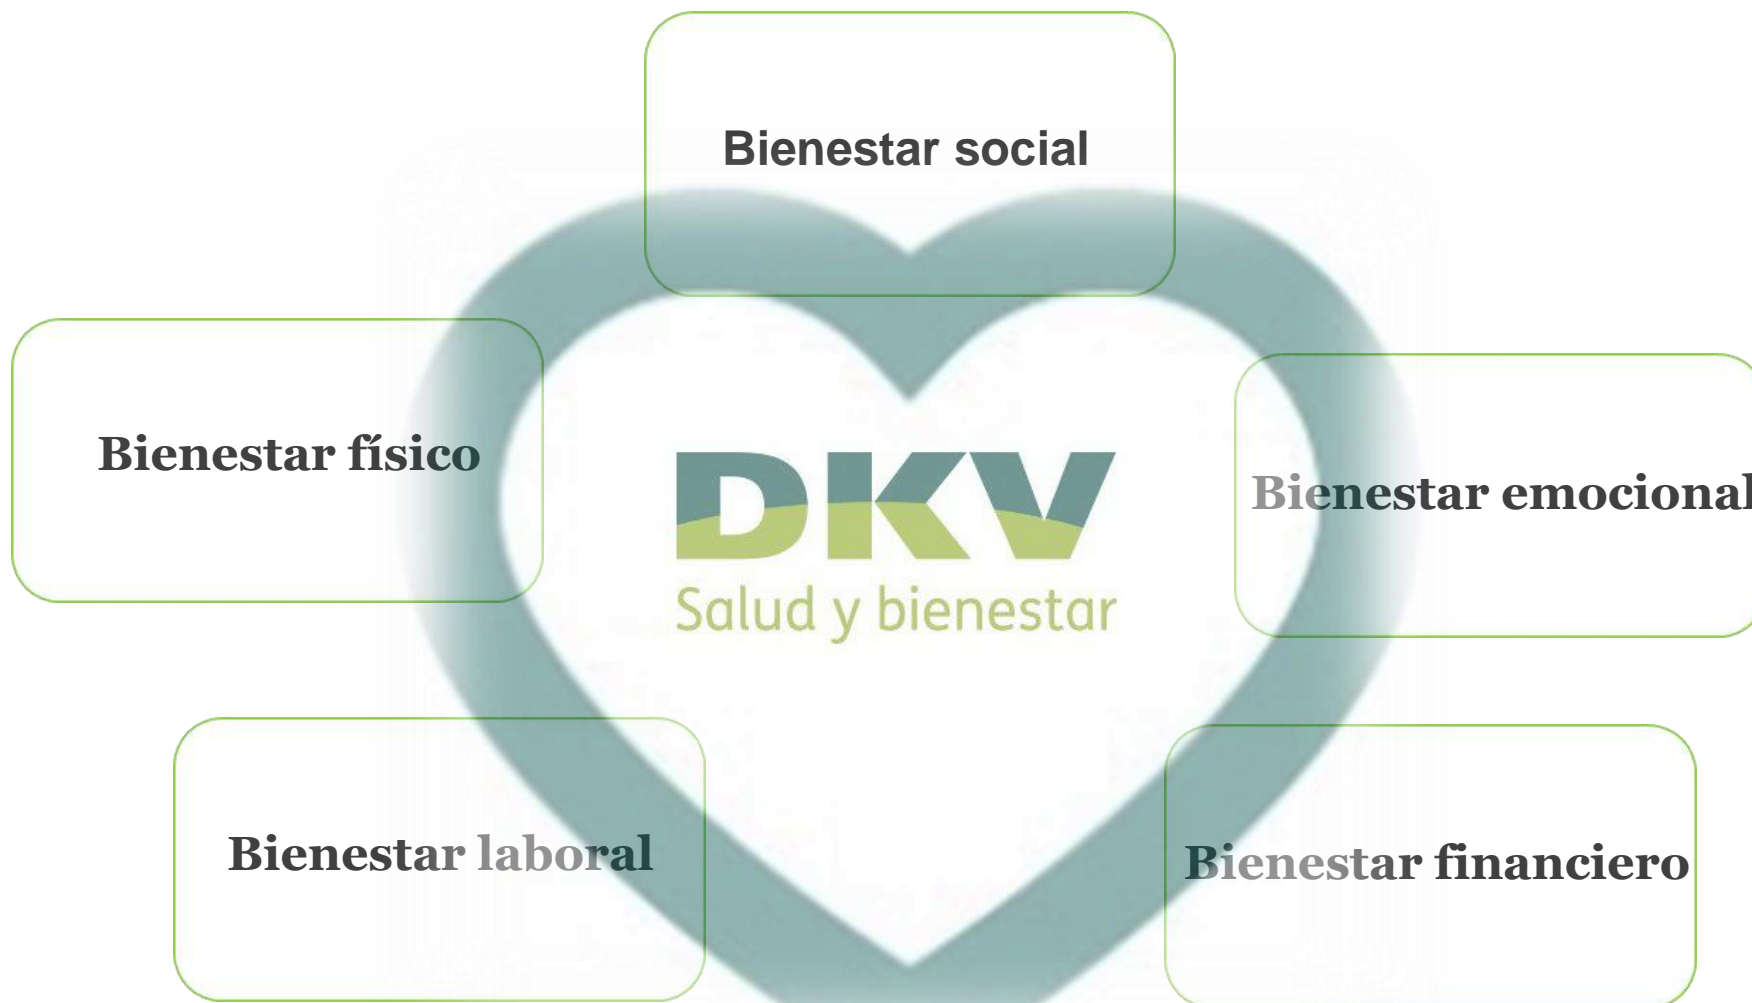 Bienestar social
Bienestar físico
DKV
Salud y bienestar
Bienestar emocional
Bienestar laboral
Bienestar financiero